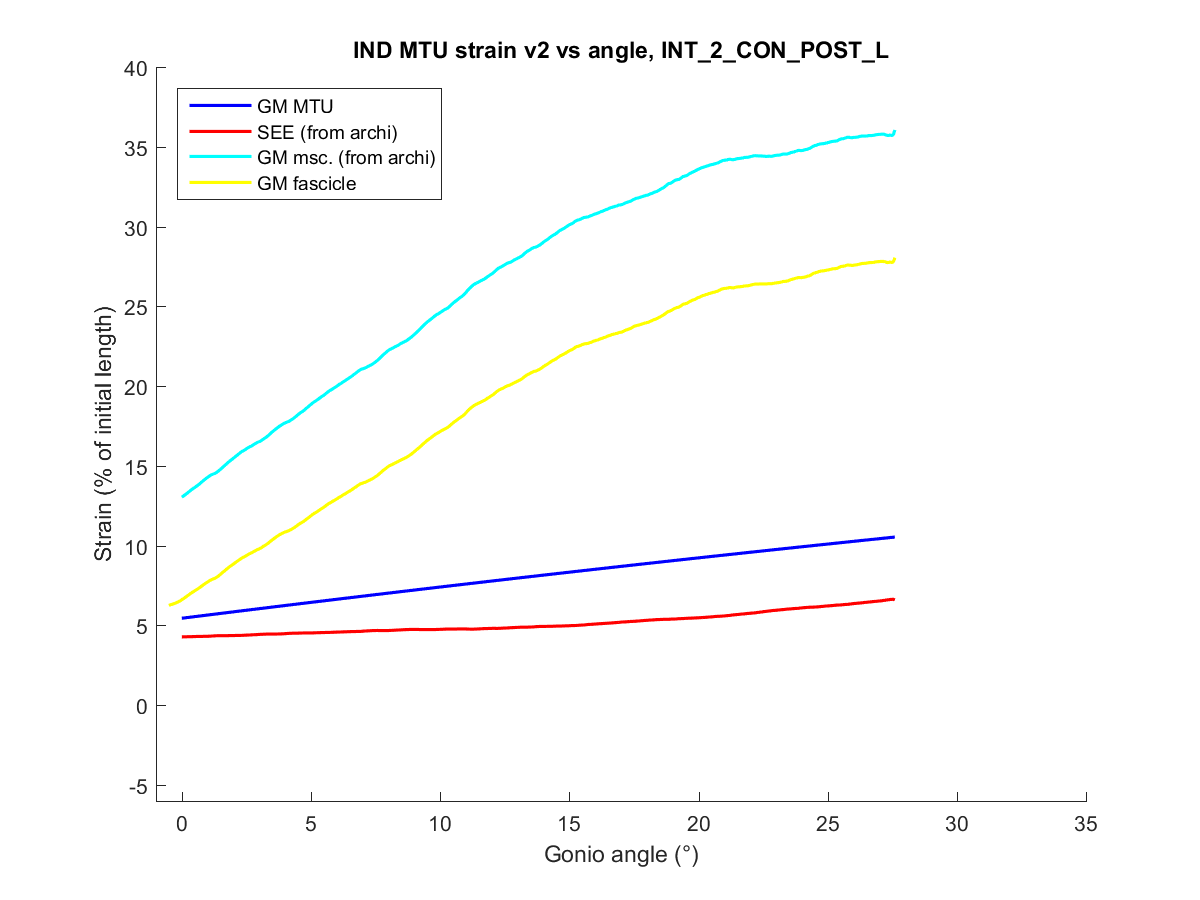 IND MTU strain v2 vs angle, INT_2_CON_POST_L
40
35
30
25
20
15
10
5
0
-5
Strain (% of initial length)
GM MTU
SEE (from archi)
GM msc. (from archi)
GM fascicle
0 5 10 15 20 25 30 35
Gonio angle (°)